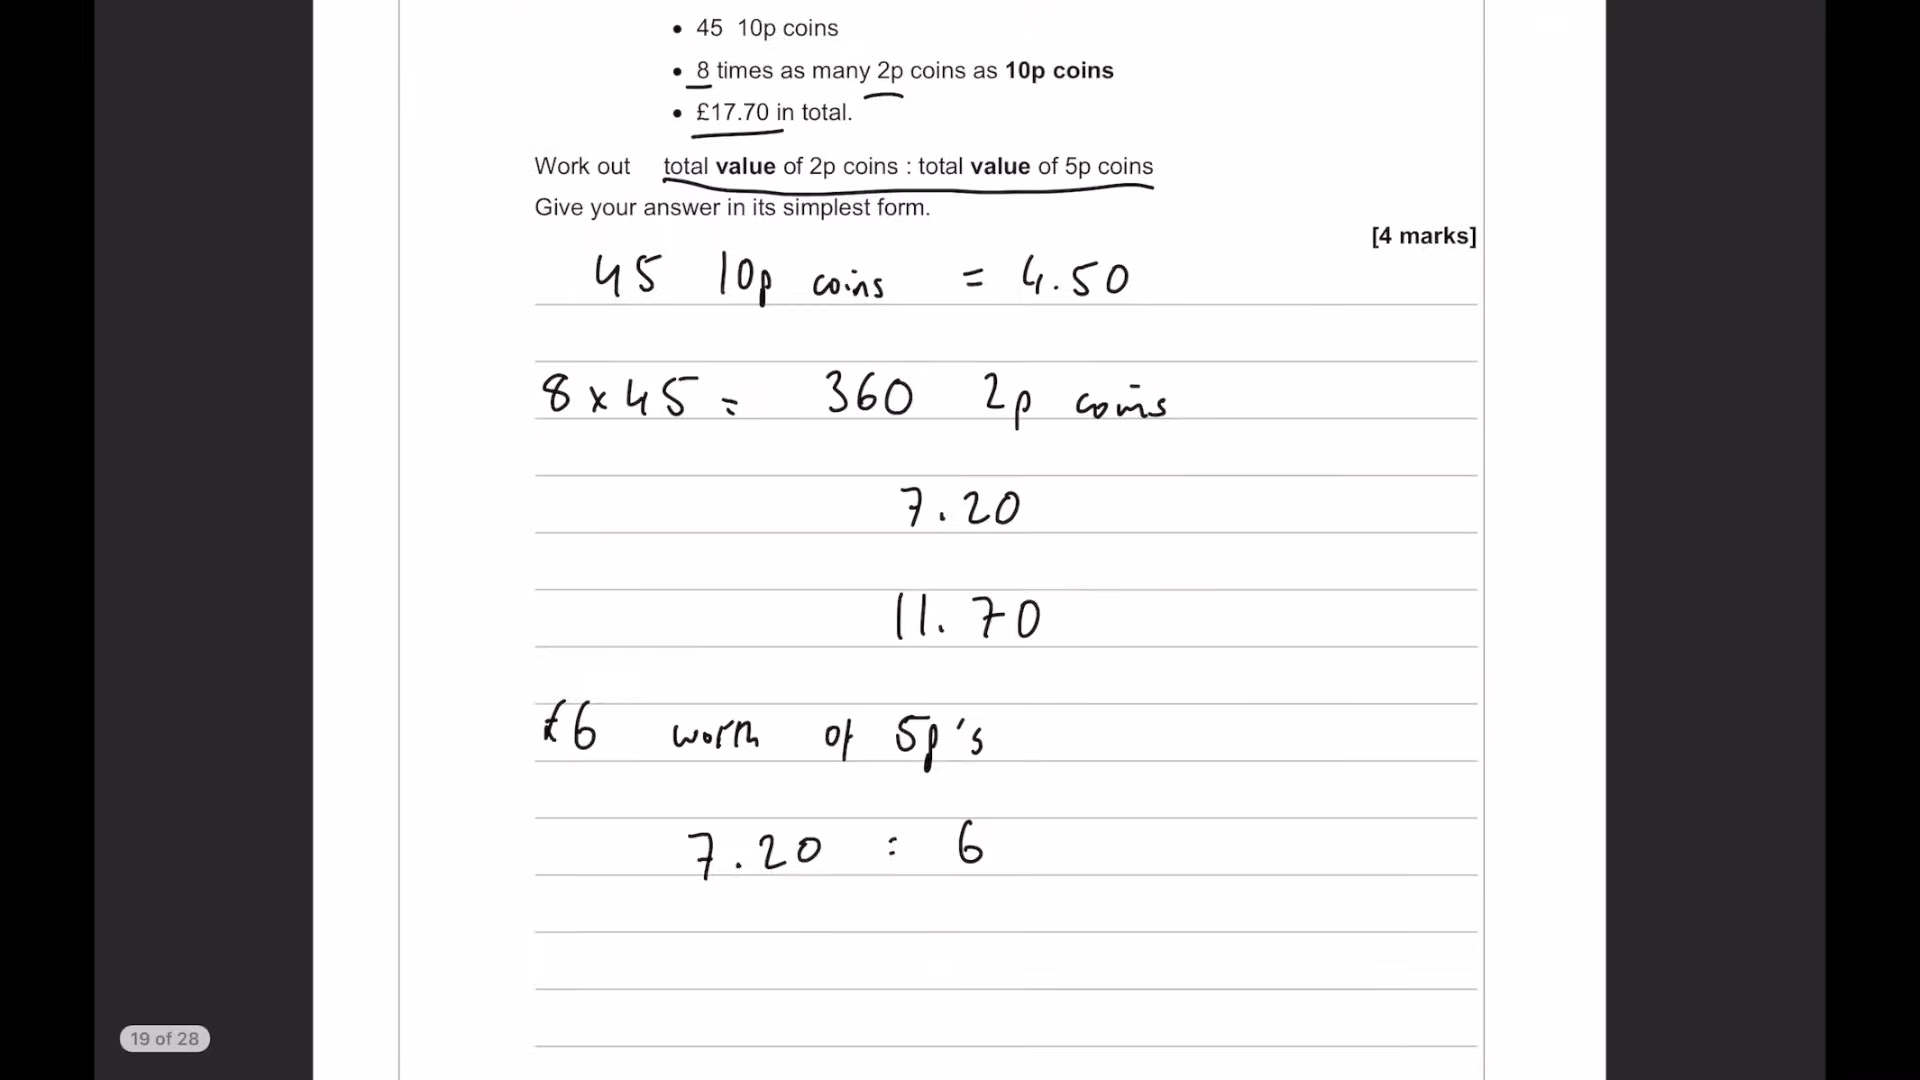 • 45 10p coins
• 8 times as many 2p coins as 10p coins
• £17.70 in total.
Work out total value of 2p coins : total value of 5p coins
Give your answer in its simplest form.
[4 marks]
45 10p coins = 4.50
8 x 45 = 360 2p coins
7.20
11.70
£6 worth of 5p's
7.20 : 6
19 of 28